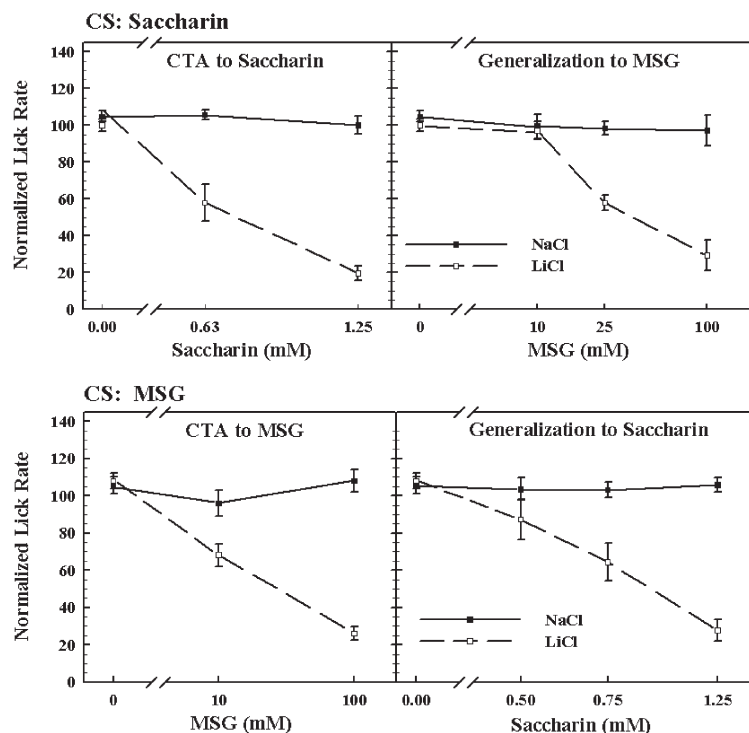 CS: Saccharin
CTA to Saccharin
Generalization to MSG
Normalized Lick Rate
140
120
100
80
60
40
20
0
NaCl
LiCl
0.00 0.63 1.25
0 10 25 100
Saccharin (mM)
MSG (mM)
CS: MSG
CTA to MSG
Generalization to Saccharin
Normalized Lick Rate
140
120
100
80
60
40
20
0
NaCl
LiCl
0 10 100
0.00 0.50 0.75 1.25
MSG (mM)
Saccharin (mM)